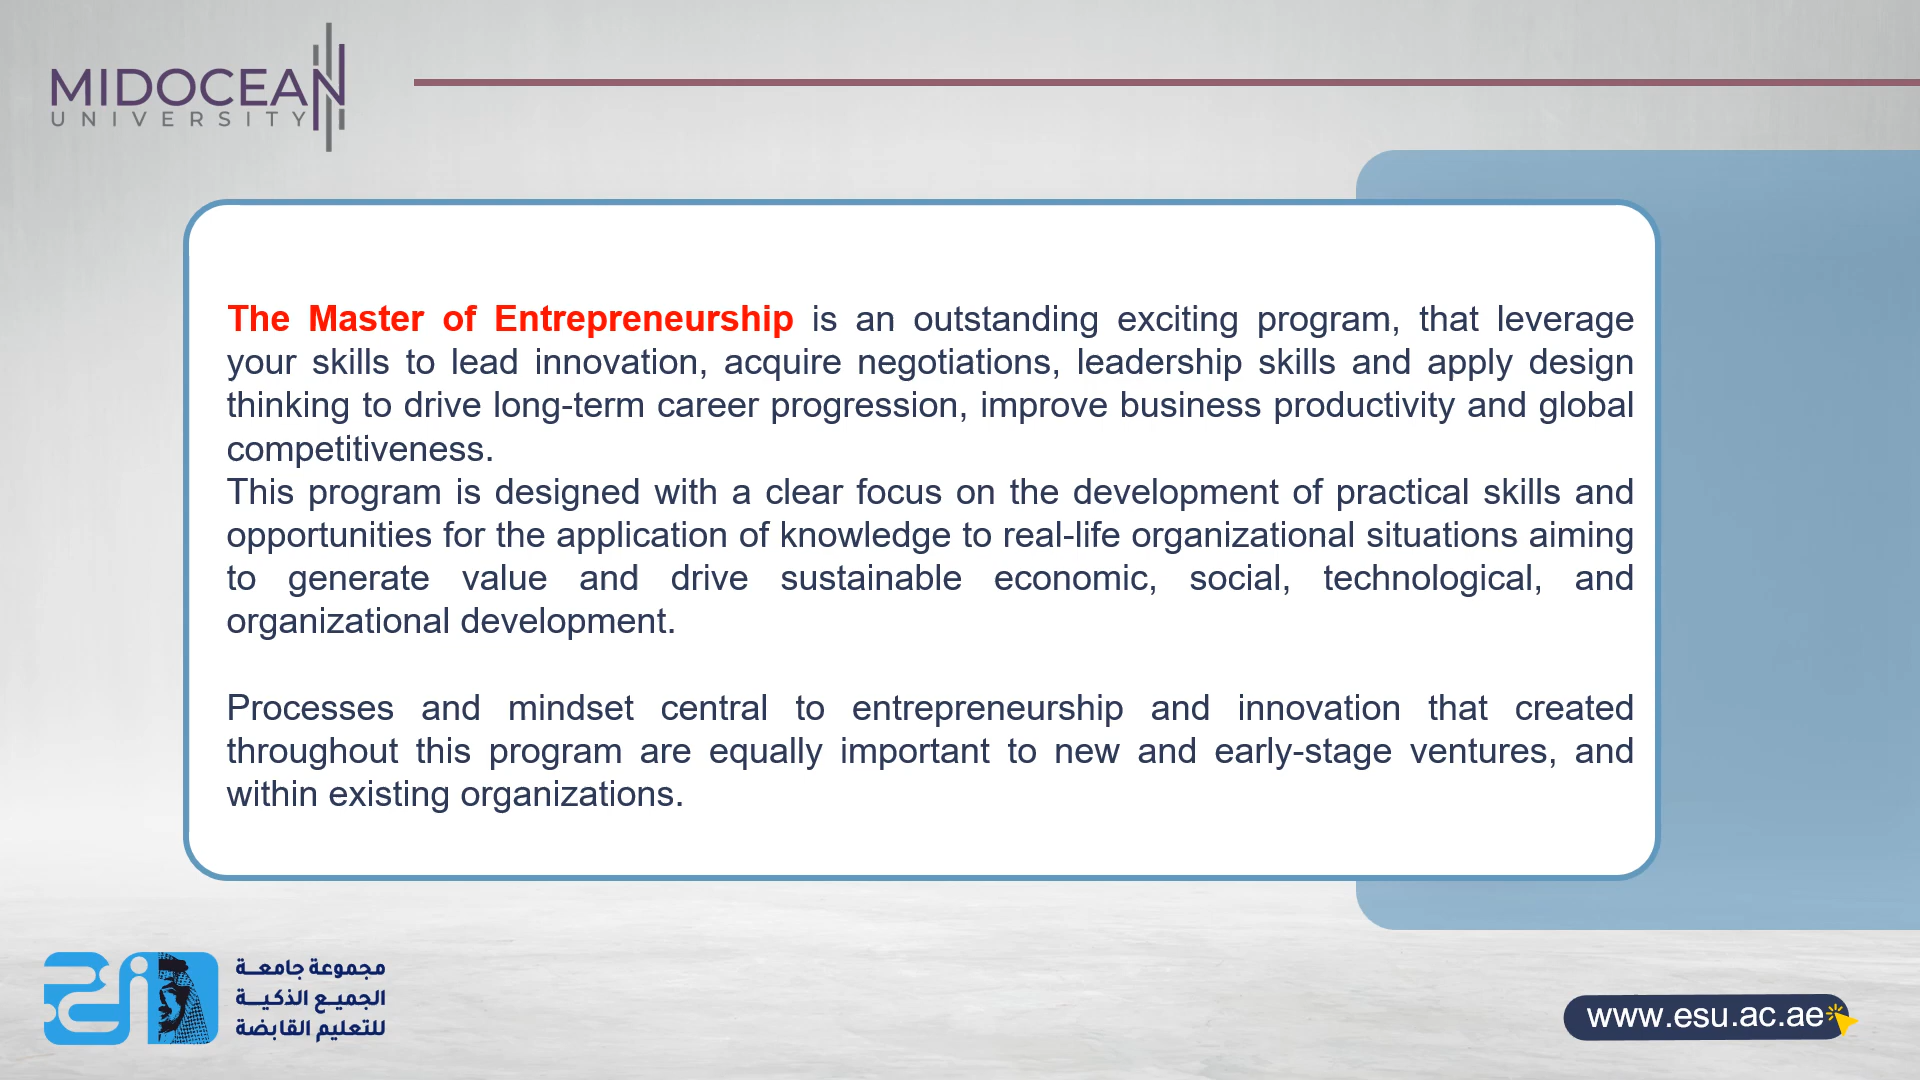 MIDOCEAN
UNIVERSITY
The Master of Entrepreneurship is an outstanding exciting program, that leverage
your skills to lead innovation, acquire negotiations, leadership skills and apply design
thinking to drive long-term career progression, improve business productivity and global
competitiveness.
This program is designed with a clear focus on the development of practical skills and
opportunities for the application of knowledge to real-life organizational situations aiming
to generate value and drive sustainable economic, social, technological, and
organizational development.
Processes and mindset central to entrepreneurship and innovation that created
throughout this program are equally important to new and early-stage ventures, and
within existing organizations.
مجموعة جامعة
الجميع الذكية
للتعليم القابضة
www.esu.ac.ae